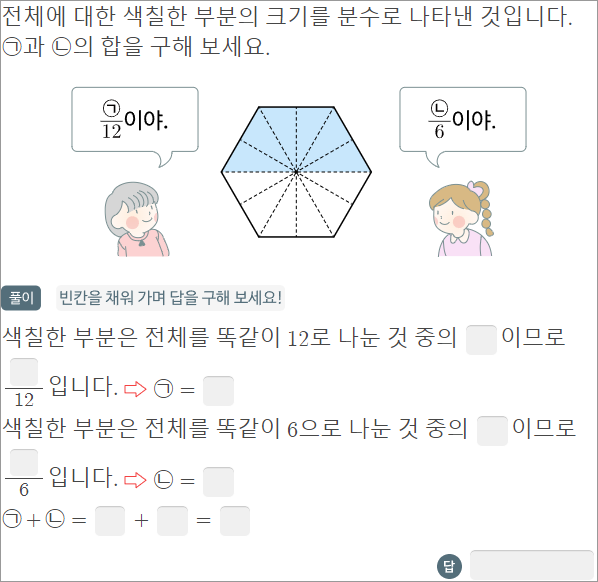 전체에 대한 색칠한 부분의 크기를 분수로 나타낸 것입니다.
㉠과 ㉡의 합을 구해 보세요.
㉠/12이야.
㉡/6이야.
풀이 빈칸을 채워 가며 답을 구해 보세요!
색칠한 부분은 전체를 똑같이 12로 나눈 것 중의 이므로
/12 입니다. ⇨ ㉠ =
색칠한 부분은 전체를 똑같이 6으로 나눈 것 중의 이므로
/6 입니다. ⇨ ㉡ =
㉠+㉡ = + =
답